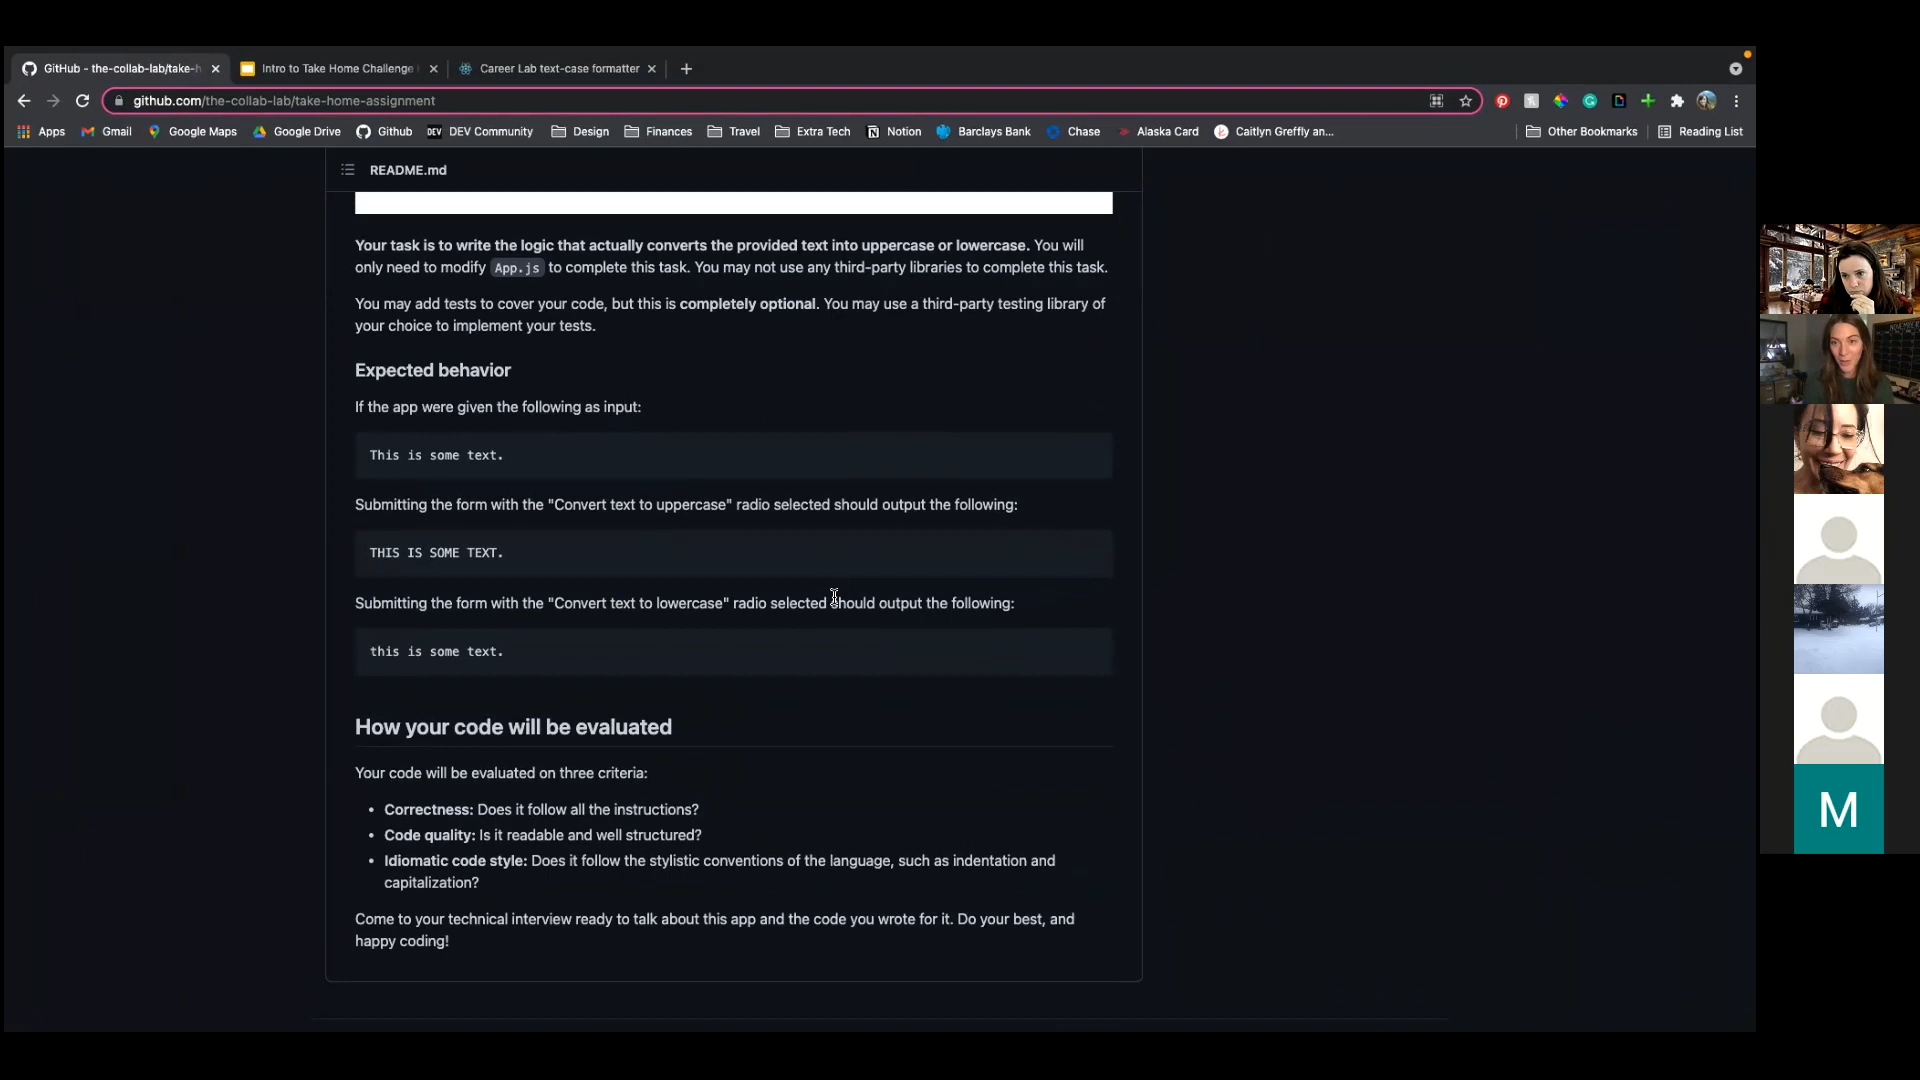 GitHub - the-collab-lab/take-h
Intro to Take Home Challenge
Career Lab text-case formatter
github.com/the-collab-lab/take-home-assignment
Apps
Gmail
Google Maps
Google Drive
Github
DEV
DEV Community
Design
Finances
Travel
Extra Tech
Notion
Barclays Bank
Chase
Alaska Card
Caitlyn Greffly an...
Other Bookmarks
Reading List
README.md
Your task is to write the logic that actually converts the provided text into uppercase or lowercase. You will
only need to modify App.js to complete this task. You may not use any third-party libraries to complete this task.
You may add tests to cover your code, but this is completely optional. You may use a third-party testing library of
your choice to implement your tests.
Expected behavior
If the app were given the following as input:
This is some text.
Submitting the form with the "Convert text to uppercase" radio selected should output the following:
THIS IS SOME TEXT.
Submitting the form with the "Convert text to lowercase" radio selected should output the following:
this is some text.
How your code will be evaluated
Your code will be evaluated on three criteria:
• Correctness: Does it follow all the instructions?
• Code quality: Is it readable and well structured?
• Idiomatic code style: Does it follow the stylistic conventions of the language, such as indentation and
capitalization?
Come to your technical interview ready to talk about this app and the code you wrote for it. Do your best, and
happy coding!
M